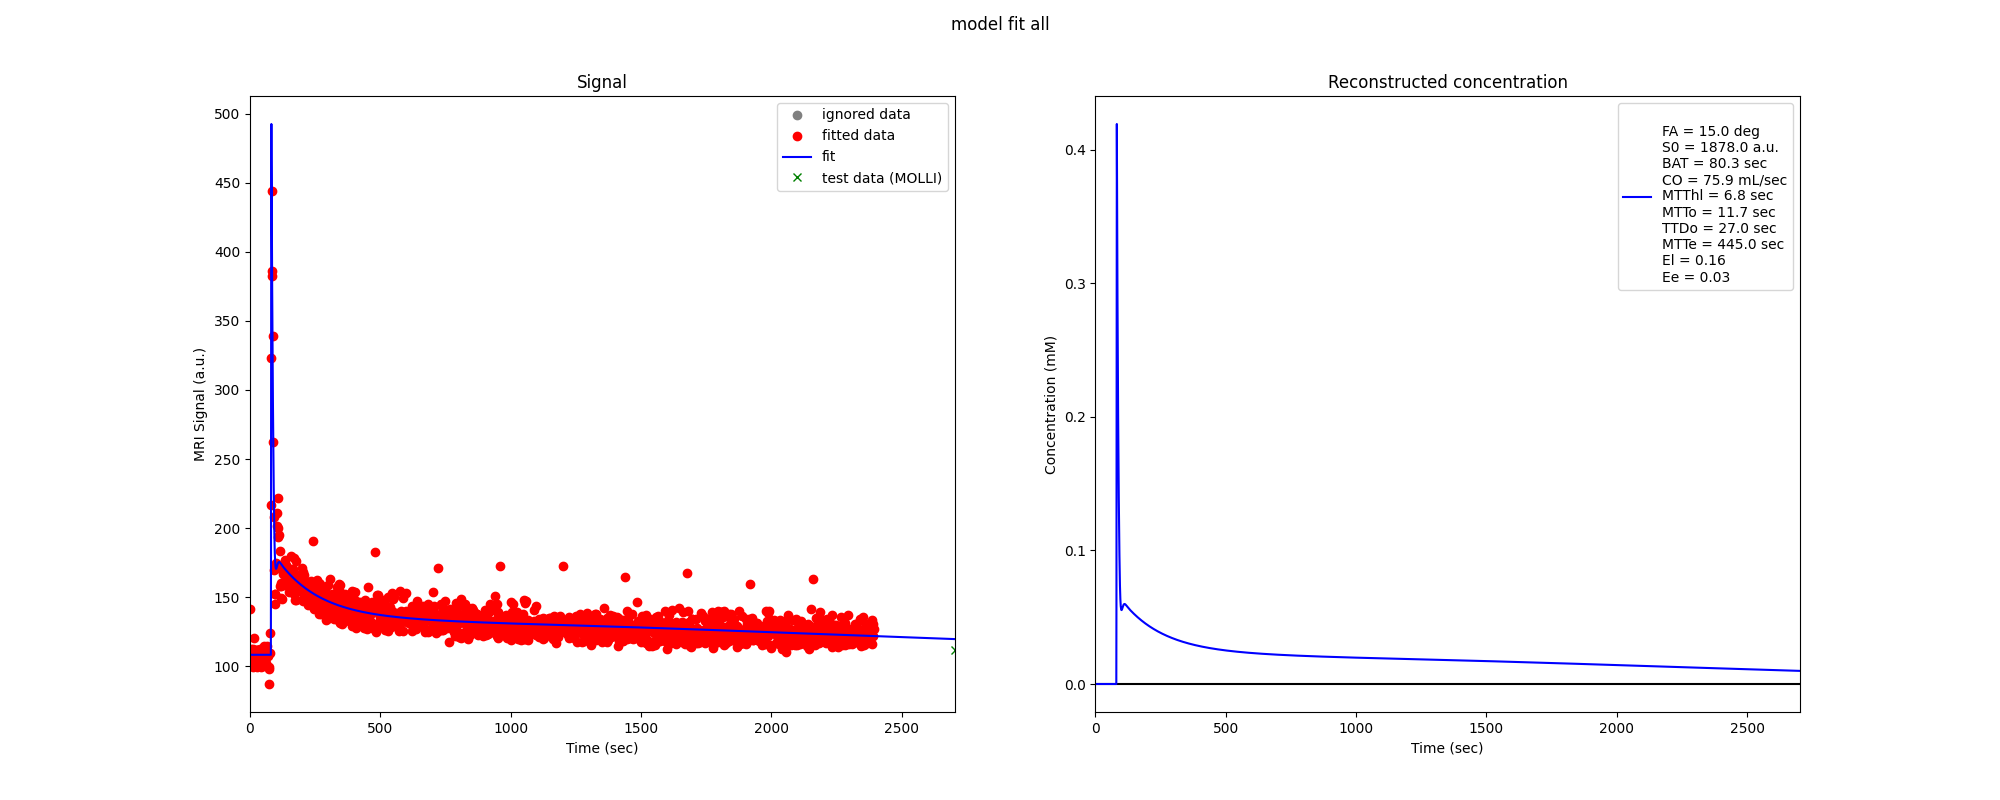 model fit all
Signal
500
450
400
350
300
250
200
150
100
MRI Signal (a.u.)
0
500
1000
1500
2000
2500
Time (sec)
ignored data
fitted data
fit
test data (MOLLI)
Reconstructed concentration
0.4
0.3
0.2
0.1
0.0
Concentration (mM)
0
500
1000
1500
2000
2500
Time (sec)
FA = 15.0 deg
S0 = 1878.0 a.u.
BAT = 80.3 sec
CO = 75.9 mL/sec
MTThl = 6.8 sec
MTTo = 11.7 sec
TTDo = 27.0 sec
MTTe = 445.0 sec
El = 0.16
Ee = 0.03